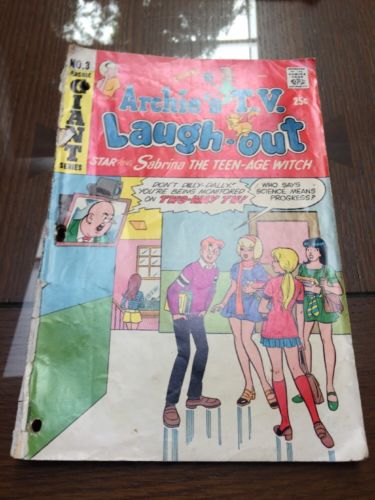 NO.3
Archie
GIANT
SERIES
Archie's T.V.
25¢
Laugh-out
STARring Sabrina THE TEEN-AGE WITCH
DON'T DILLY-DALLY!
YOU'RE BEING MONITORED
ON TWO-WAY TV!
WHO SAYS
SCIENCE MEANS
PROGRESS?